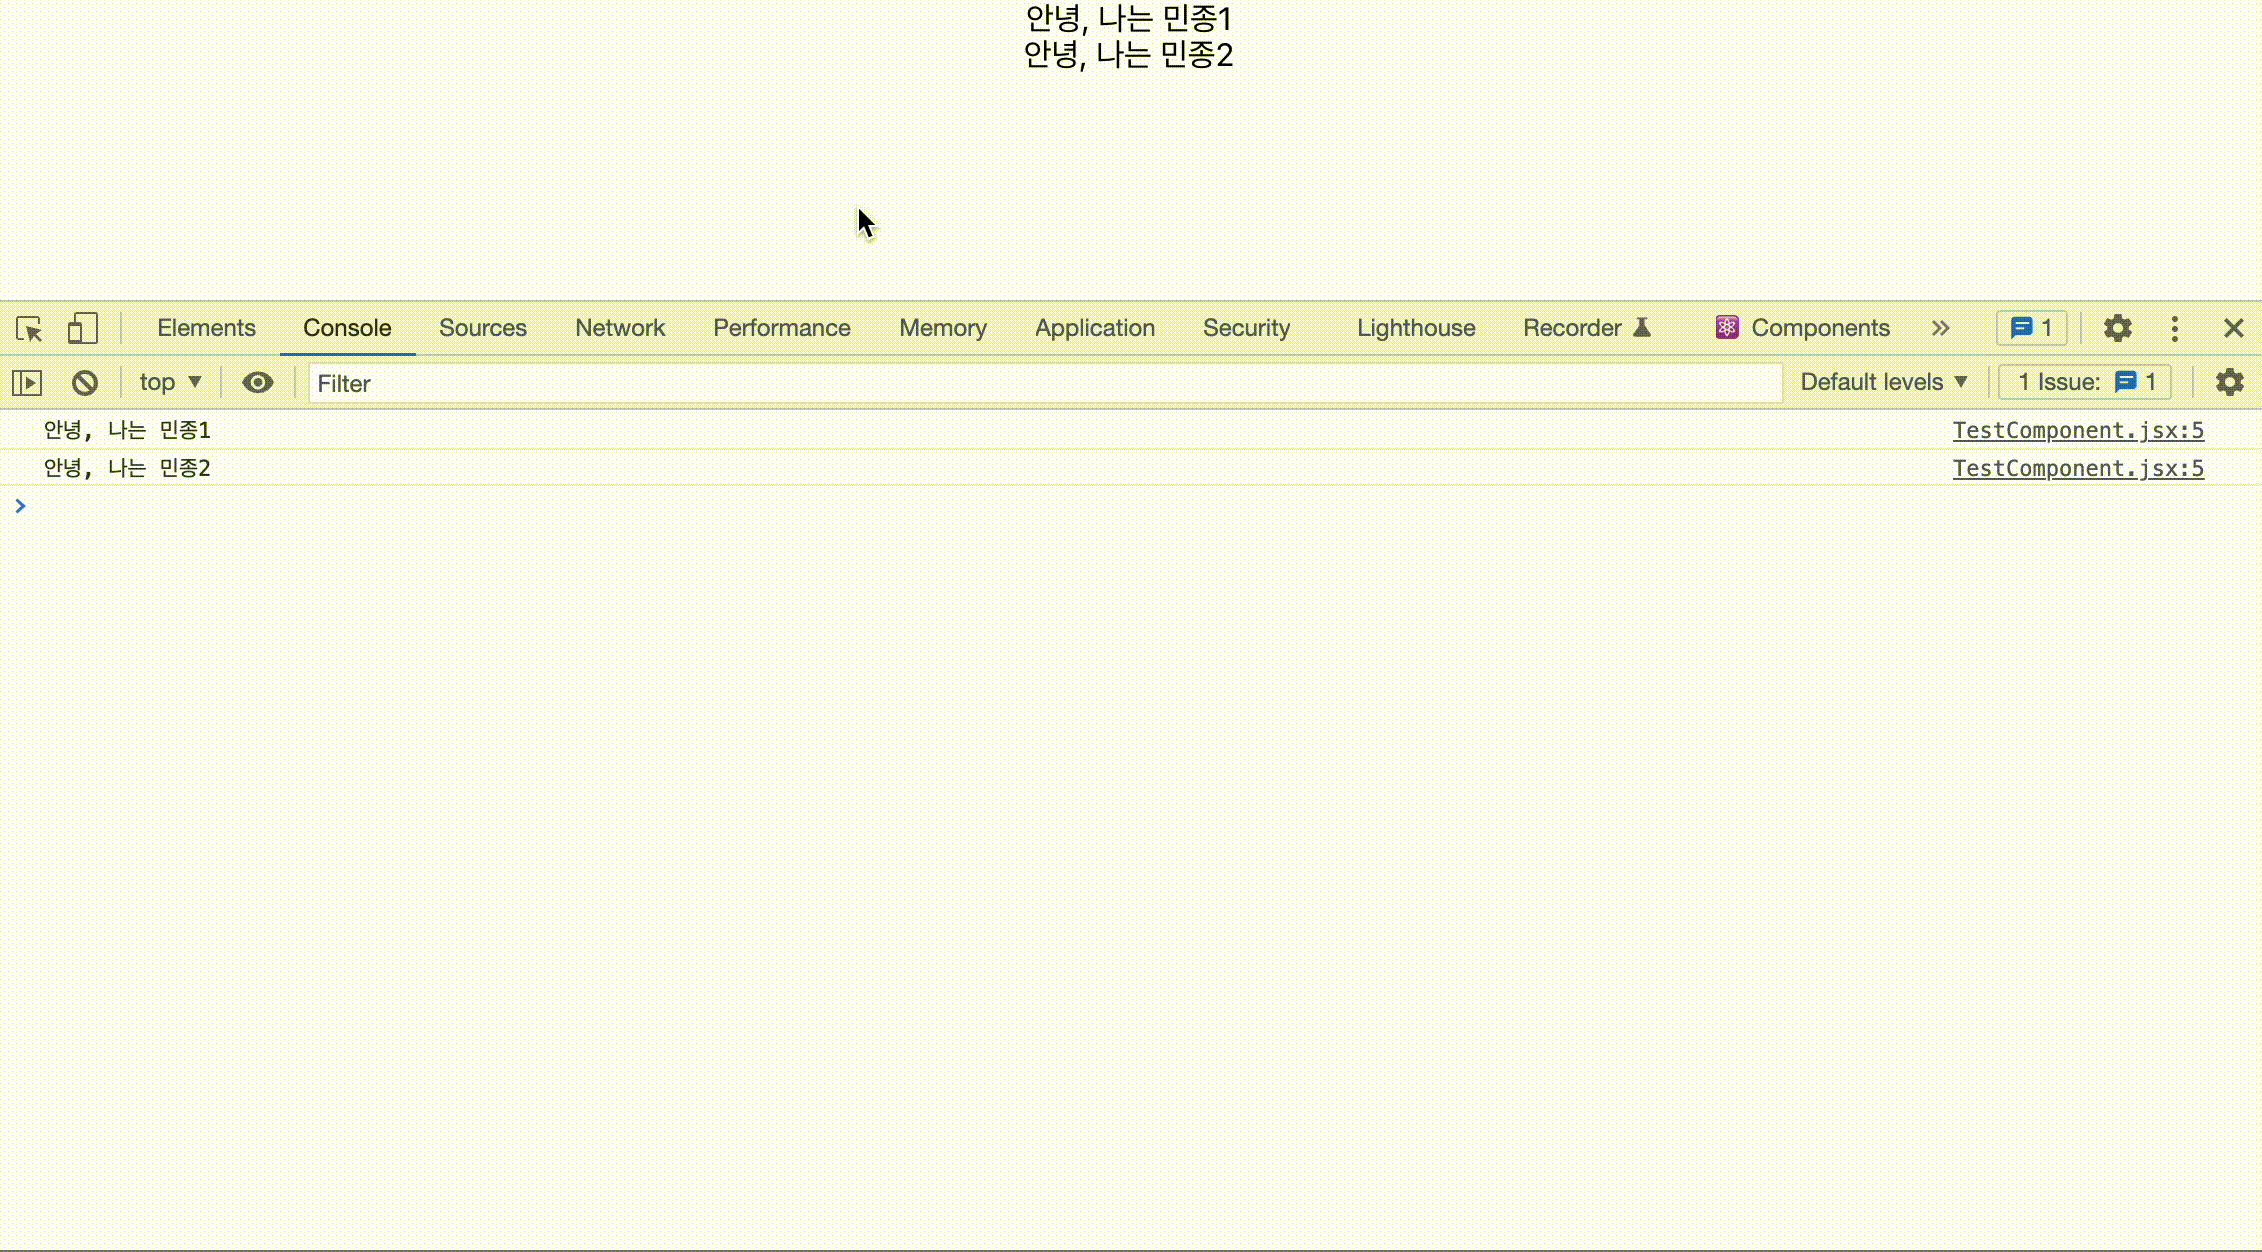 안녕, 나는 민종1
안녕, 나는 민종2
Elements Console Sources Network Performance Memory Application Security Lighthouse Recorder Components 1
top Filter Default levels 1 Issue: 1
안녕, 나는 민종1 TestComponent.jsx:5
안녕, 나는 민종2 TestComponent.jsx:5